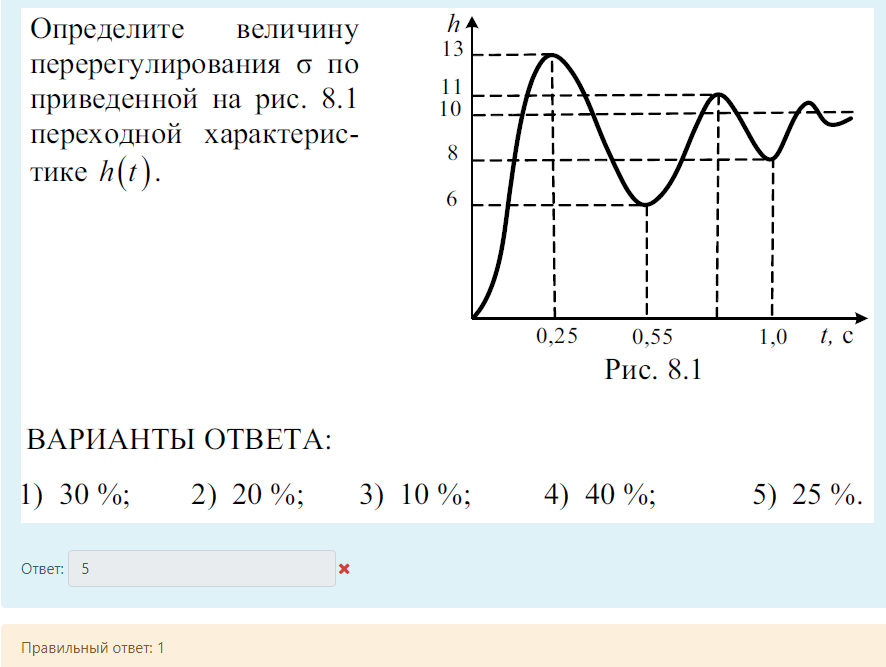 Определите величину
перерегулирования σ по
приведенной на рис. 8.1
переходной характерис-
тике h(t).
h
13
11
10
8
6
0,25 0,55 1,0 t, с
Рис. 8.1
ВАРИАНТЫ ОТВЕТА:
1) 30 %; 2) 20 %; 3) 10 %; 4) 40 %; 5) 25 %.
Ответ: 5
Правильный ответ: 1